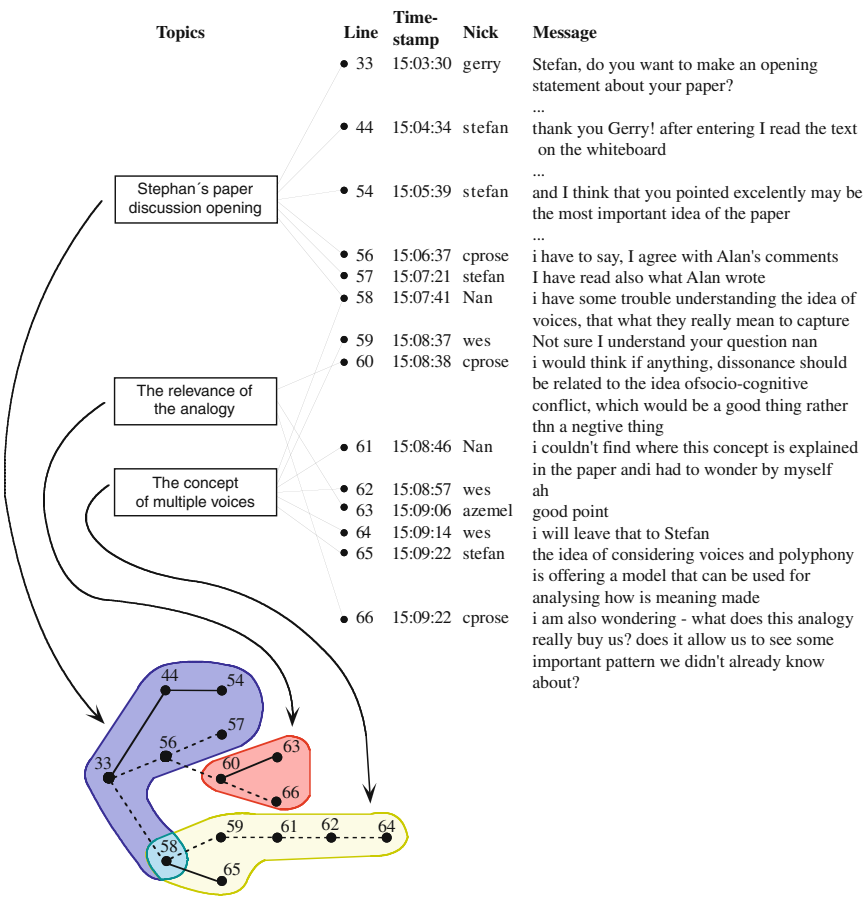 Topics Line Time-stamp Nick Message
33 15:03:30 gerry Stefan, do you want to make an opening
statement about your paper?
...
44 15:04:34 stefan thank you Gerry! after entering I read the text
on the whiteboard
...
54 15:05:39 stefan and I think that you pointed excelently may be
the most important idea of the paper
...
56 15:06:37 cprose i have to say, I agree with Alan's comments
57 15:07:21 stefan I have read also what Alan wrote
58 15:07:41 Nan i have some trouble understanding the idea of
voices, that what they really mean to capture
59 15:08:37 wes Not sure I understand your question nan
60 15:08:38 cprose i would think if anything, dissonance should
be related to the idea ofsocio-cognitive
conflict, which would be a good thing rather
thn a negtive thing
61 15:08:46 Nan i couldn't find where this concept is explained
in the paper andi had to wonder by myself
62 15:08:57 wes ah
63 15:09:06 azemel good point
64 15:09:14 wes i will leave that to Stefan
65 15:09:22 stefan the idea of considering voices and polyphony
is offering a model that can be used for
analysing how is meaning made
66 15:09:22 cprose i am also wondering - what does this analogy
really buy us? does it allow us to see some
important pattern we didn't already know
about?
Stephan´s paper
discussion opening
The relevance of
the analogy
The concept
of multiple voices
44 54
57
56
33
63
60
66
59 61 62 64
58
65